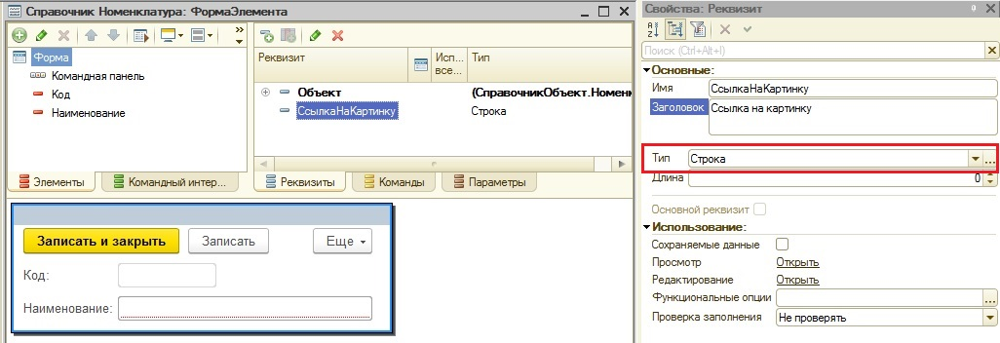 Справочник Номенклатура: ФормаЭлемента
Форма
Командная панель
Код
Наименование
Элементы
Командный интер...
Реквизит
Исп...
все...
Тип
Объект
(СправочникОбъект.Номенк
СсылкаНаКартинку
Строка
Реквизиты
Команды
Параметры
Записать и закрыть
Записать
Еще
Код:
Наименование:
Свойства: Реквизит
Поиск (Ctrl+Alt+I)
Основные:
Имя
СсылкаНаКартинку
Заголовок
Ссылка на картинку
Тип
Строка
...
Длина
0
Основной реквизит
Использование:
Сохраняемые данные
Просмотр
Открыть
Редактирование
Открыть
Функциональные опции
...
Проверка заполнения
Не проверять